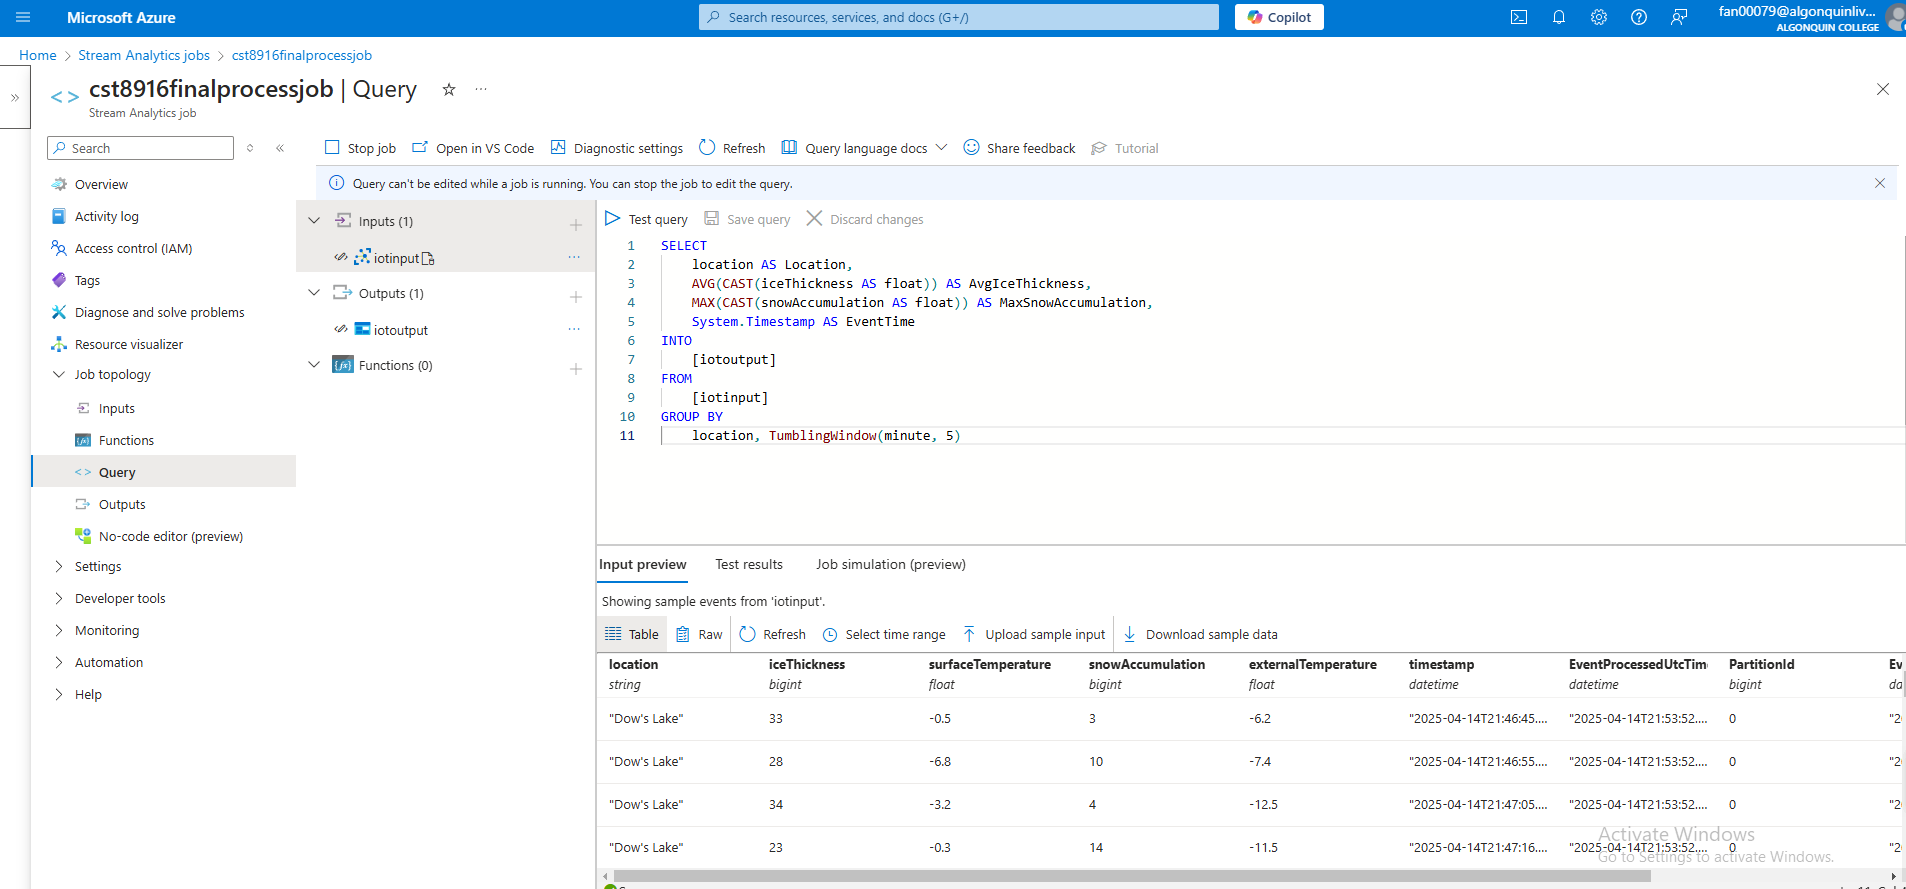 Microsoft Azure
Search resources, services, and docs (G+/)
Copilot
fan00079@algonquinliv...
ALGONQUIN COLLEGE
Home > Stream Analytics jobs > cst8916finalprocessjob
cst8916finalprocessjob | Query
Stream Analytics job
Search
Overview
Activity log
Access control (IAM)
Tags
Diagnose and solve problems
Resource visualizer
Job topology
Inputs
Functions
Query
Outputs
No-code editor (preview)
Settings
Developer tools
Monitoring
Automation
Help
Stop job Open in VS Code Diagnostic settings Refresh Query language docs Share feedback Tutorial
Query can't be edited while a job is running. You can stop the job to edit the query.
Inputs (1)
iotinput
Outputs (1)
iotoutput
Functions (0)
Test query Save query Discard changes
1 SELECT
2 location AS Location,
3 AVG(CAST(iceThickness AS float)) AS AvgIceThickness,
4 MAX(CAST(snowAccumulation AS float)) AS MaxSnowAccumulation,
5 System.Timestamp AS EventTime
6 INTO
7 [iotoutput]
8 FROM
9 [iotinput]
10 GROUP BY
11 location, TumblingWindow(minute, 5)
Input preview Test results Job simulation (preview)
Showing sample events from 'iotinput'.
Table Raw Refresh Select time range Upload sample input Download sample data
location iceThickness surfaceTemperature snowAccumulation externalTemperature timestamp EventProcessedUtcTim PartitionId Ev
string bigint float bigint float datetime datetime bigint da
"Dow's Lake" 33 -0.5 3 -6.2 "2025-04-14T21:46:45.... "2025-04-14T21:53:52.... 0 "2
"Dow's Lake" 28 -6.8 10 -7.4 "2025-04-14T21:46:55.... "2025-04-14T21:53:52.... 0 "2
"Dow's Lake" 34 -3.2 4 -12.5 "2025-04-14T21:47:05.... "2025-04-14T21:53:52.... 0 "2
"Dow's Lake" 23 -0.3 14 -11.5 "2025-04-14T21:47:16.... "2025-04-14T21:53:52.... 0 "2
Activate Windows
Go to Settings to activate Windows.